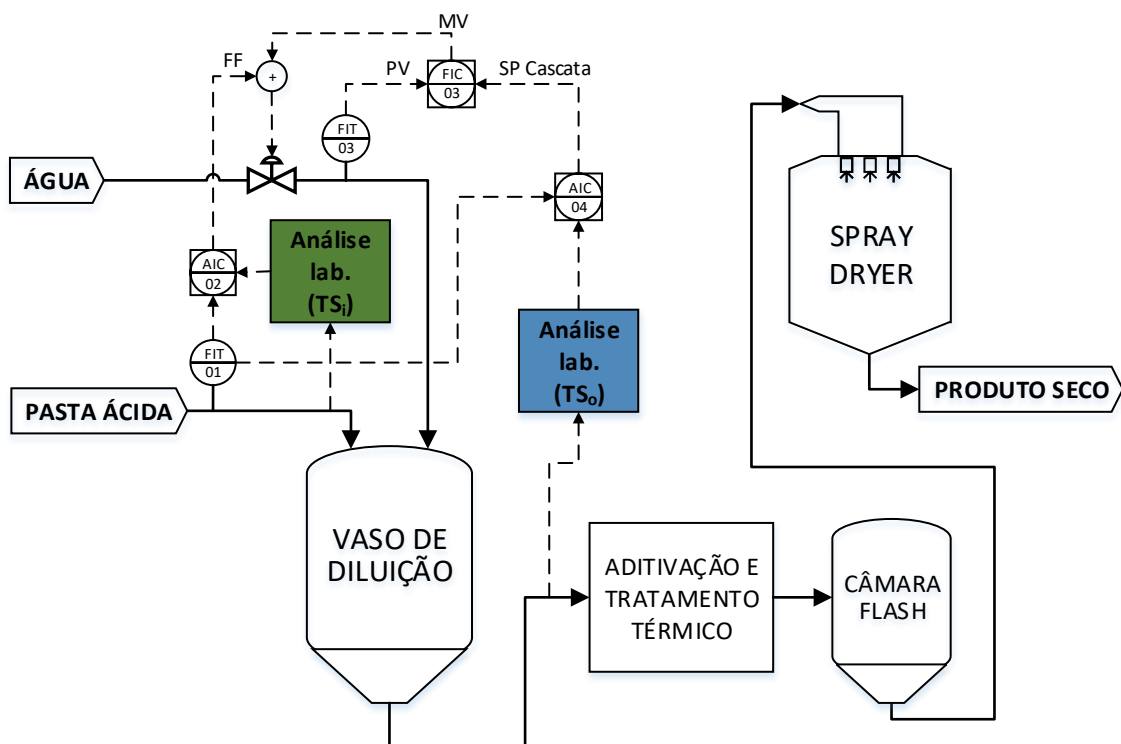 MV
FF
+
PV
FIC
03
SP Cascata
FIT
03
ÁGUA
AIC
04
Análise
lab.
(TSi)
AIC
02
SPRAY
DRYER
Análise
lab.
(TSo)
FIT
01
PASTA ÁCIDA
PRODUTO SECO
VASO DE
DILUIÇÃO
ADITIVAÇÃO E
TRATAMENTO
TÉRMICO
CÂMARA
FLASH